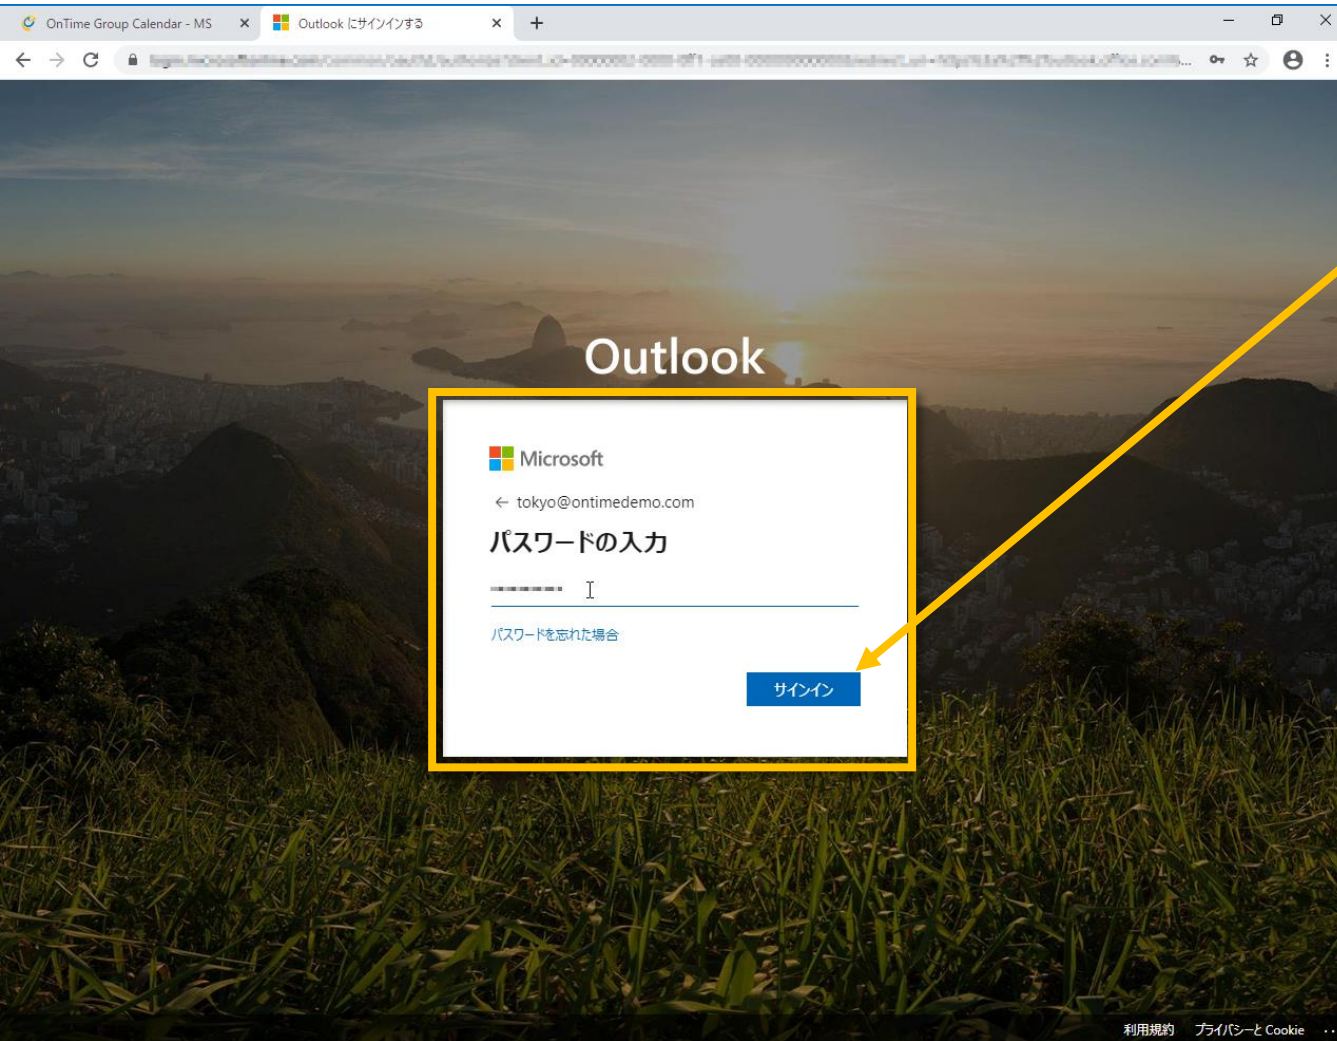 OnTime Group Calendar - MS
Outlook にサインインする
Outlook
Microsoft
← tokyo@ontimedemo.com
パスワードの入力
パスワードを忘れた場合
サインイン
利用規約 プライバシーと Cookie